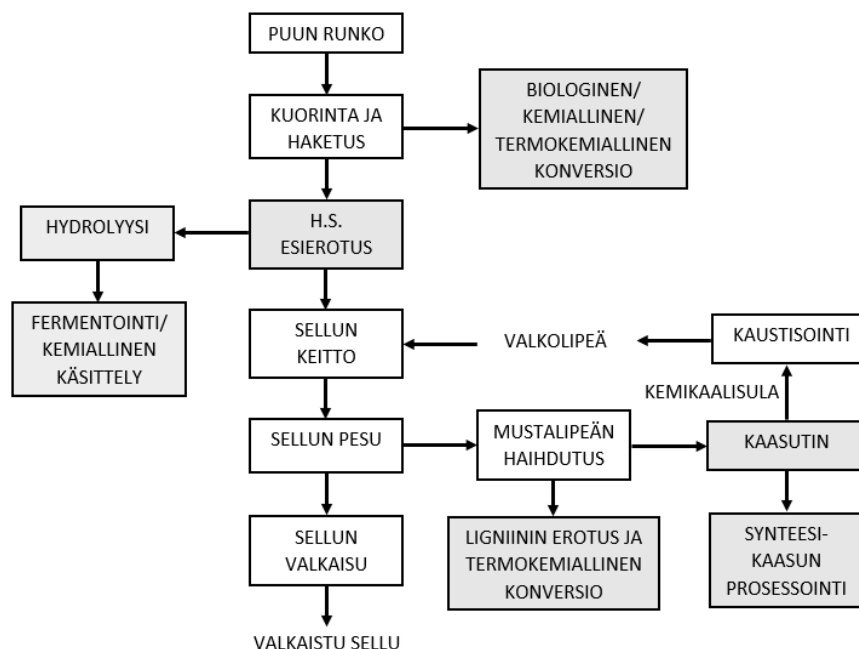 PUUN RUNKO
KUORINTA JA
HAKETUS
BIOLOGINEN/
KEMIALLINEN/
TERMOKEMIALLINEN
KONVERSIO
HYDROLYYSI
H.S.
ESIEROTUS
FERMENTOINTI/
KEMIALLINEN
KÄSITTELY
SELLUN
KEITTO
VALKOLIPEÄ
KAUSTISOINTI
KEMIKAALISULA
SELLUN PESU
MUSTALIPEÄN
HAIHDUTUS
KAASUTIN
SELLUN
VALKAISU
LIGNIININ EROTUS JA
TERMOKEMIALLINEN
KONVERSIO
SYNTEESI-
KAASUN
PROSESSOINTI
VALKAISTU SELLU